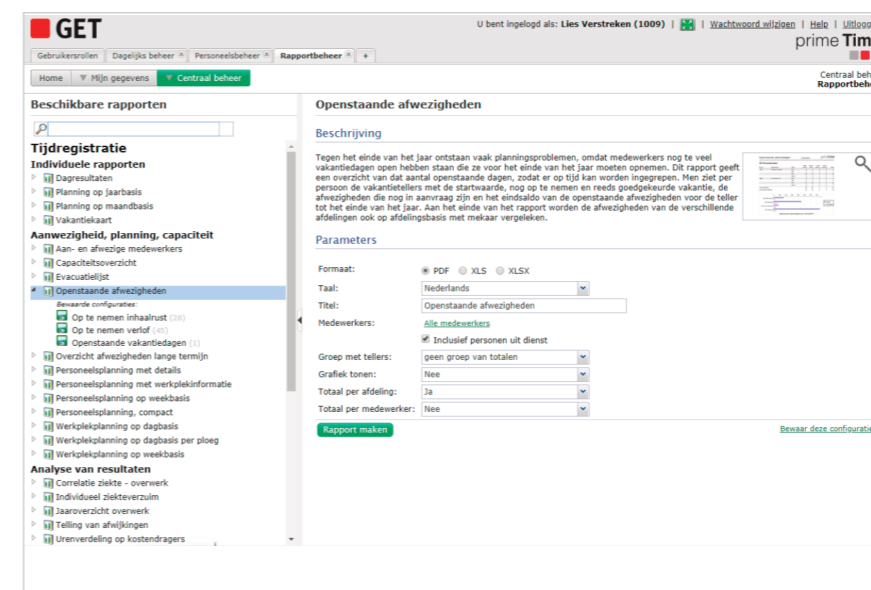 GET
U bent ingelogd als: Lies Verstreken (1009) | | Wachtwoord wijzigen | Help | Uitlogg
prime Tim
Gebruikersrollen Dagelijks beheer Personeelsbeheer Rapportbeheer +
Home Mijn gegevens Centraal beheer
Centraal beh
Rapportbeh
Beschikbare rapporten
Tijdregistratie
Individuele rapporten
Dagresultaten
Planning op jaarbasis
Planning op maandbasis
Vakantiekaart
Aanwezigheid, planning, capaciteit
Aan- en afwezige medewerkers
Capaciteitsoverzicht
Evacuatielijst
Openstaande afwezigheden
Bewaarde configuraties:
Op te nemen inhaalrust (28)
Op te nemen verlof (45)
Openstaande vakantiedagen (1)
Overzicht afwezigheden lange termijn
Personeelsplanning met details
Personeelsplanning met werkplekinformatie
Personeelsplanning op weekbasis
Personeelsplanning, compact
Werkplekplanning op dagbasis
Werkplekplanning op dagbasis per ploeg
Werkplekplanning op weekbasis
Analyse van resultaten
Correlatie ziekte - overwerk
Individueel ziekteverzuim
Jaaroverzicht overwerk
Telling van afwijkingen
Urenverdeling op kostendragers
Openstaande afwezigheden
Beschrijving
Tegen het einde van het jaar ontstaan vaak planningsproblemen, omdat medewerkers nog te veel
vakantiedagen open hebben staan die ze voor het einde van het jaar moeten opnemen. Dit rapport geeft
een overzicht van dat aantal openstaande dagen, zodat er op tijd kan worden ingegrepen. Men ziet per
persoon de vakantietellers met de startwaarde, nog op te nemen en reeds goedgekeurde vakantie, de
afwezigheden die nog in aanvraag zijn en het eindsaldo van de openstaande afwezigheden voor de teller
tot het einde van het jaar. Aan het einde van het rapport worden de afwezigheden van de verschillende
afdelingen ook op afdelingsbasis met mekaar vergeleken.
Parameters
Formaat: PDF XLS XLSX
Taal: Nederlands
Titel: Openstaande afwezigheden
Medewerkers: Alle medewerkers
Inclusief personen uit dienst
Groep met tellers: geen groep van totalen
Grafiek tonen: Nee
Totaal per afdeling: Ja
Totaal per medewerker: Nee
Rapport maken
Bewaar deze configuratie